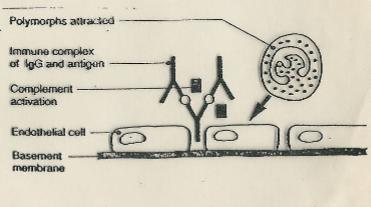 Polymorphs attracted
Immune complex
of IgG and antigen
Complement
activation
Endothelial cell
Basement
membrane